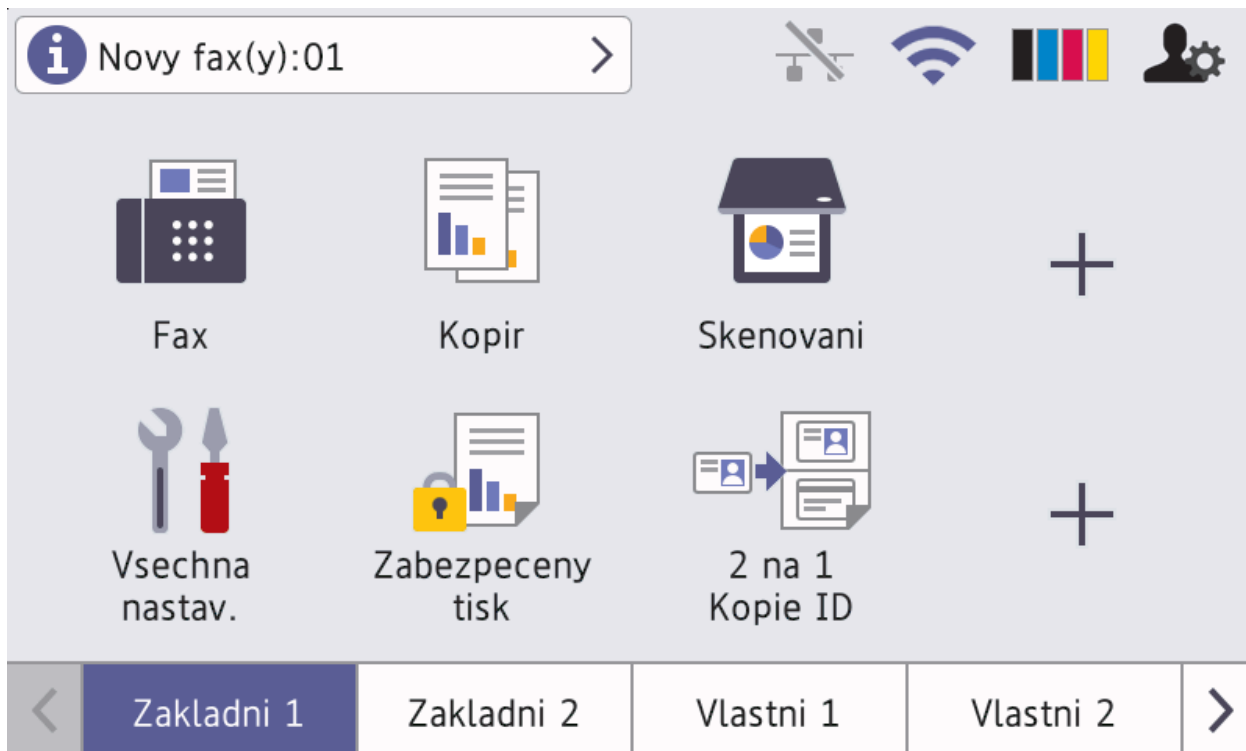 Novy fax(y):01
Fax
Kopir
Skenovani
Vsechna
nastav.
Zabezpeceny
tisk
2 na 1
Kopie ID
Zakladni 1
Zakladni 2
Vlastni 1
Vlastni 2